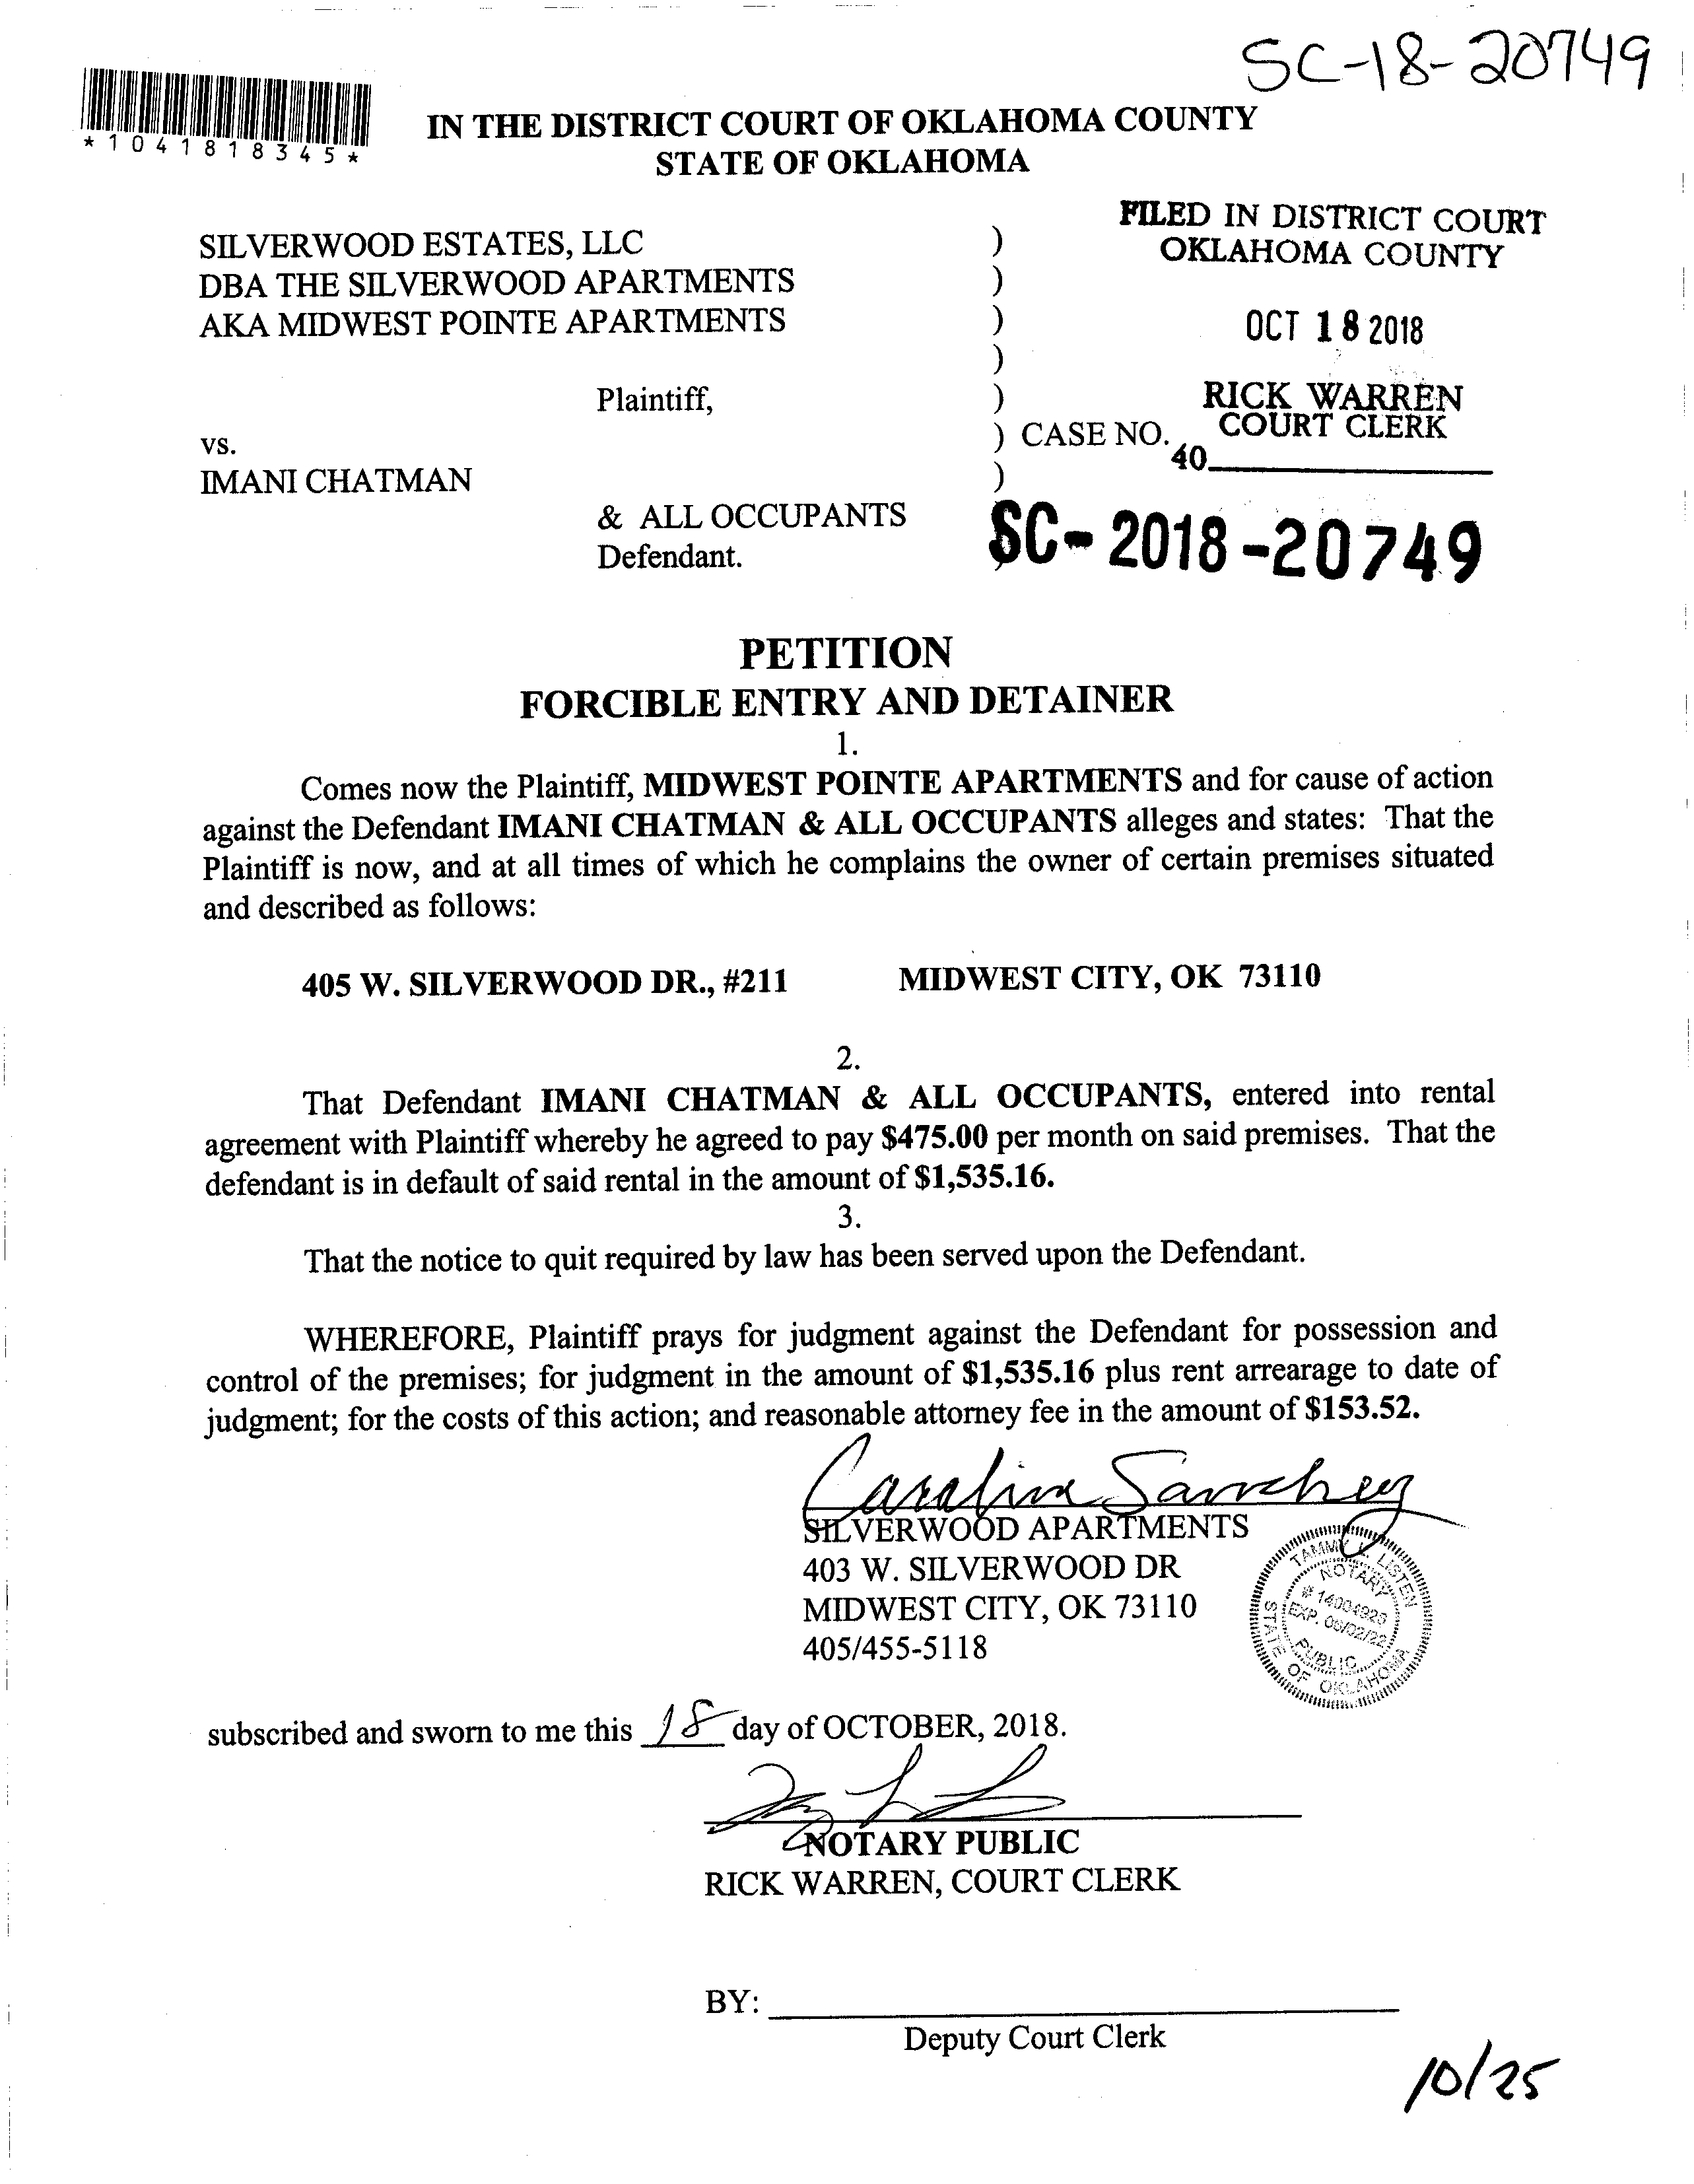 SC-18-20749
*1041818345*
IN THE DISTRICT COURT OF OKLAHOMA COUNTY
STATE OF OKLAHOMA
FILED IN DISTRICT COURT
OKLAHOMA COUNTY
OCT 18 2018
RICK WARREN
COURT CLERK
40
SILVERWOOD ESTATES, LLC )
DBA THE SILVERWOOD APARTMENTS )
AKA MIDWEST POINTE APARTMENTS )
)
Plaintiff, )
vs. ) CASE NO.
IMANI CHATMAN )
& ALL OCCUPANTS
Defendant. )
SC-2018-20749
PETITION
FORCIBLE ENTRY AND DETAINER
1.
Comes now the Plaintiff, MIDWEST POINTE APARTMENTS and for cause of action
against the Defendant IMANI CHATMAN & ALL OCCUPANTS alleges and states: That the
Plaintiff is now, and at all times of which he complains the owner of certain premises situated
and described as follows:
405 W. SILVERWOOD DR., #211 MIDWEST CITY, OK 73110
2.
That Defendant IMANI CHATMAN & ALL OCCUPANTS, entered into rental
agreement with Plaintiff whereby he agreed to pay $475.00 per month on said premises. That the
defendant is in default of said rental in the amount of $1,535.16.
3.
That the notice to quit required by law has been served upon the Defendant.
WHEREFORE, Plaintiff prays for judgment against the Defendant for possession and
control of the premises; for judgment in the amount of $1,535.16 plus rent arrearage to date of
judgment; for the costs of this action; and reasonable attorney fee in the amount of $153.52.
Carolina Sanchez
SILVERWOOD APARTMENTS
403 W. SILVERWOOD DR
MIDWEST CITY, OK 73110
405/455-5118
TAMMY L. LISTEN
NOTARY
EXP. 05/02/22
PUBLIC
STATE OF OKLAHOMA
subscribed and sworn to me this 18 day of OCTOBER, 2018.
NOTARY PUBLIC
RICK WARREN, COURT CLERK
BY:
Deputy Court Clerk
10/25